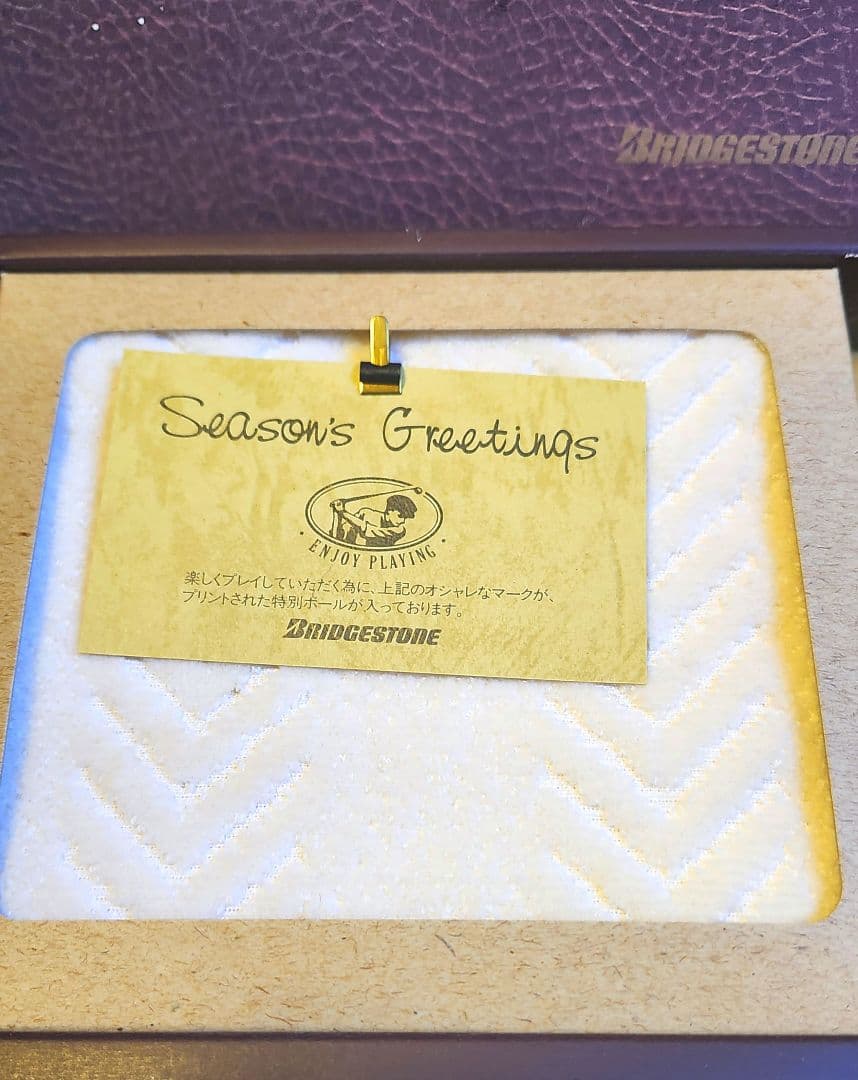 BRIDGESTONE
Season's Greetings
• ENJOY PLAYING •
楽しくプレイしていただく為に、上記のオシャレなマークが、
プリントされた特別ボールが入っております。
BRIDGESTONE